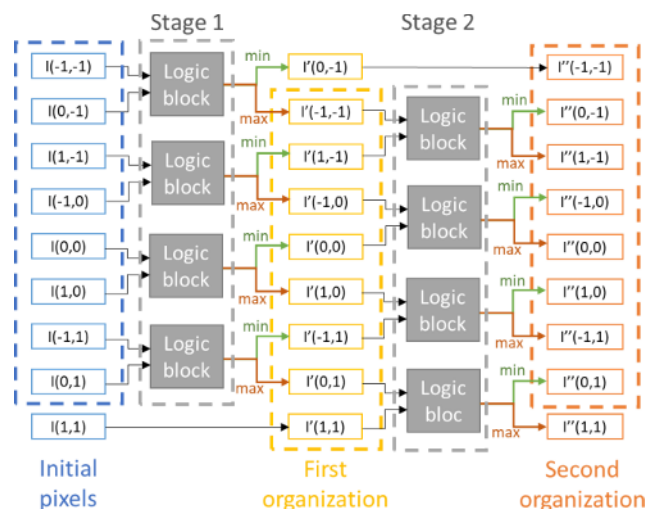 Stage 1
Stage 2
I(-1,-1)
I(0,-1)
I(1,-1)
I(-1,0)
I(0,0)
I(1,0)
I(-1,1)
I(0,1)
I(1,1)
Initial
pixels
Logic
block
Logic
block
Logic
block
Logic
block
min
max
min
max
min
max
min
max
I'(0,-1)
I'(-1,-1)
I'(1,-1)
I'(-1,0)
I'(0,0)
I'(1,0)
I'(-1,1)
I'(0,1)
I'(1,1)
First
organization
Logic
block
Logic
block
Logic
block
Logic
bloc
min
max
min
max
min
max
min
max
I''(-1,-1)
I''(0,-1)
I''(1,-1)
I''(-1,0)
I''(0,0)
I''(1,0)
I''(-1,1)
I''(0,1)
I''(1,1)
Second
organization